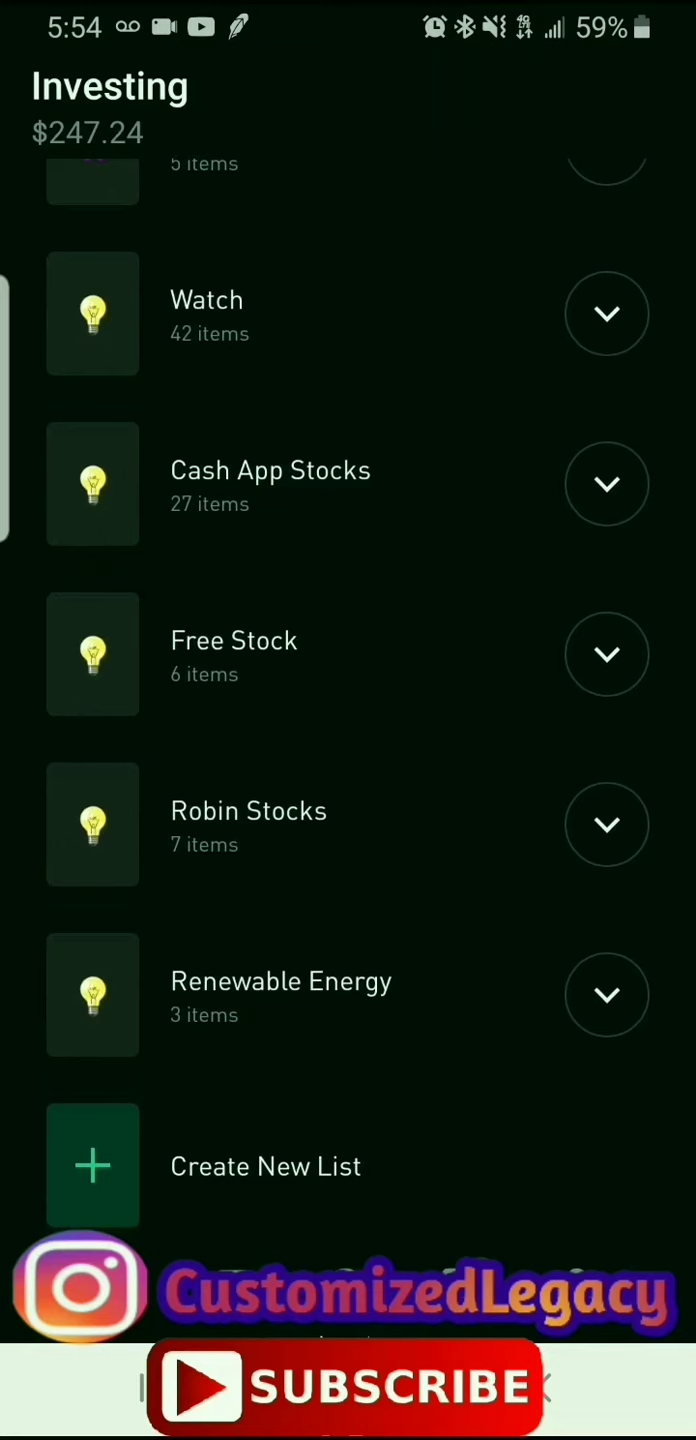 5:54
59%
Investing
$247.24
5 items
Watch
42 items
Cash App Stocks
27 items
Free Stock
6 items
Robin Stocks
7 items
Renewable Energy
3 items
Create New List
CustomizedLegacy
SUBSCRIBE